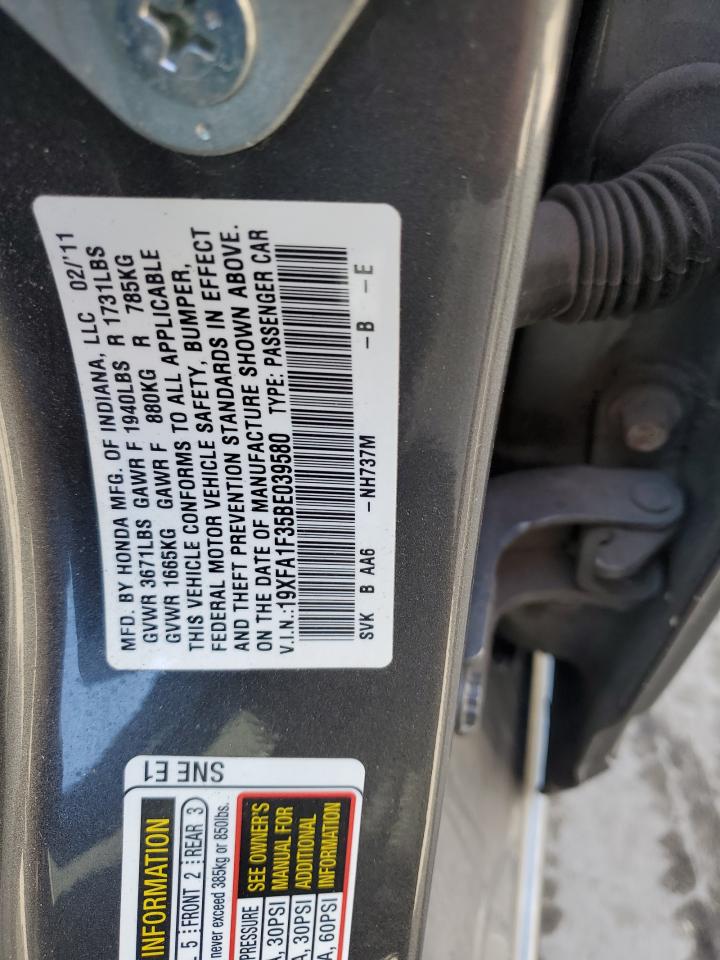 MFD. BY HONDA MFG. OF INDIANA, LLC 02/'11
GVWR 3671LBS GAWR F 1940LBS R 1731LBS
GVWR 1665KG GAWR F 880KG R 785KG
THIS VEHICLE CONFORMS TO ALL APPLICABLE
FEDERAL MOTOR VEHICLE SAFETY, BUMPER,
AND THEFT PREVENTION STANDARDS IN EFFECT
ON THE DATE OF MANUFACTURE SHOWN ABOVE.
V.I.N.:19XFA1F35BE039580 TYPE: PASSENGER CAR
SVK B AA6 -NH737M -B -E
SNE E1
INFORMATION
5 FRONT 2 REAR 3
never exceed 385kg or 850lbs.
PRESSURE SEE OWNER'S
30PSI MANUAL FOR
30PSI ADDITIONAL
60PSI INFORMATION